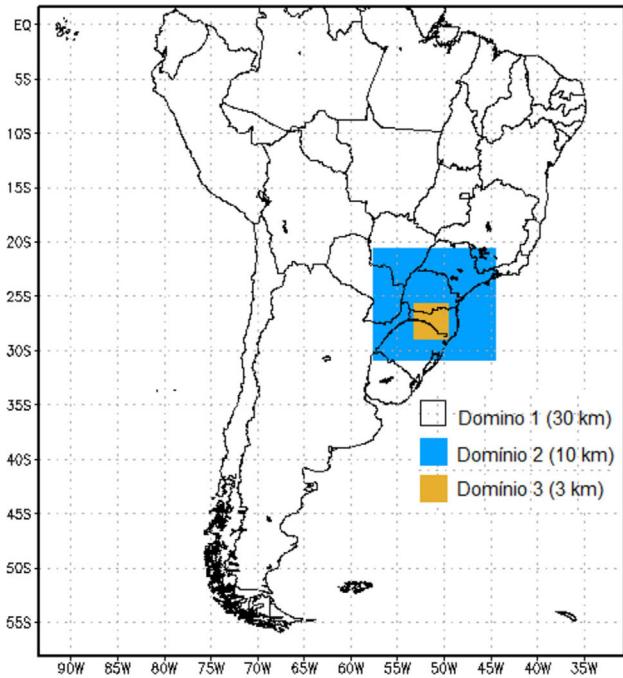 EQ
5S
10S
15S
20S
25S
30S
35S
40S
45S
50S
55S
Domino 1 (30 km)
Domínio 2 (10 km)
Domínio 3 (3 km)
90W 85W 80W 75W 70W 65W 60W 55W 50W 45W 40W 35W